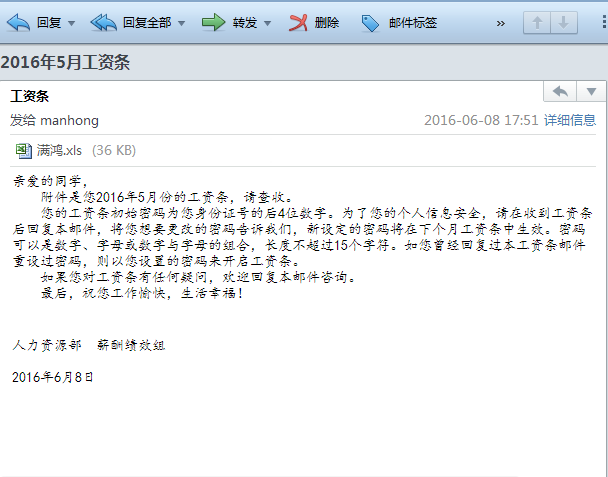 回复 回复全部 转发 删除 邮件标签 »
2016年5月工资条
工资条
发给 manhong 2016-06-08 17:51 详细信息
满鸿.xls (36 KB)
亲爱的同学，
附件是您2016年5月份的工资条，请查收。
您的工资条初始密码为您身份证号的后4位数字。为了您的个人信息安全，请在收到工资条
后回复本邮件，将您想要更改的密码告诉我们，新设定的密码将在下个月工资条中生效。密码
可以是数字、字母或数字与字母的组合，长度不超过15个字符。如您曾经回复过本工资条邮件
重设过密码，则以您设置的密码来开启工资条。
如果您对工资条有任何疑问，欢迎回复本邮件咨询。
最后，祝您工作愉快，生活幸福！
人力资源部 薪酬绩效组
2016年6月8日